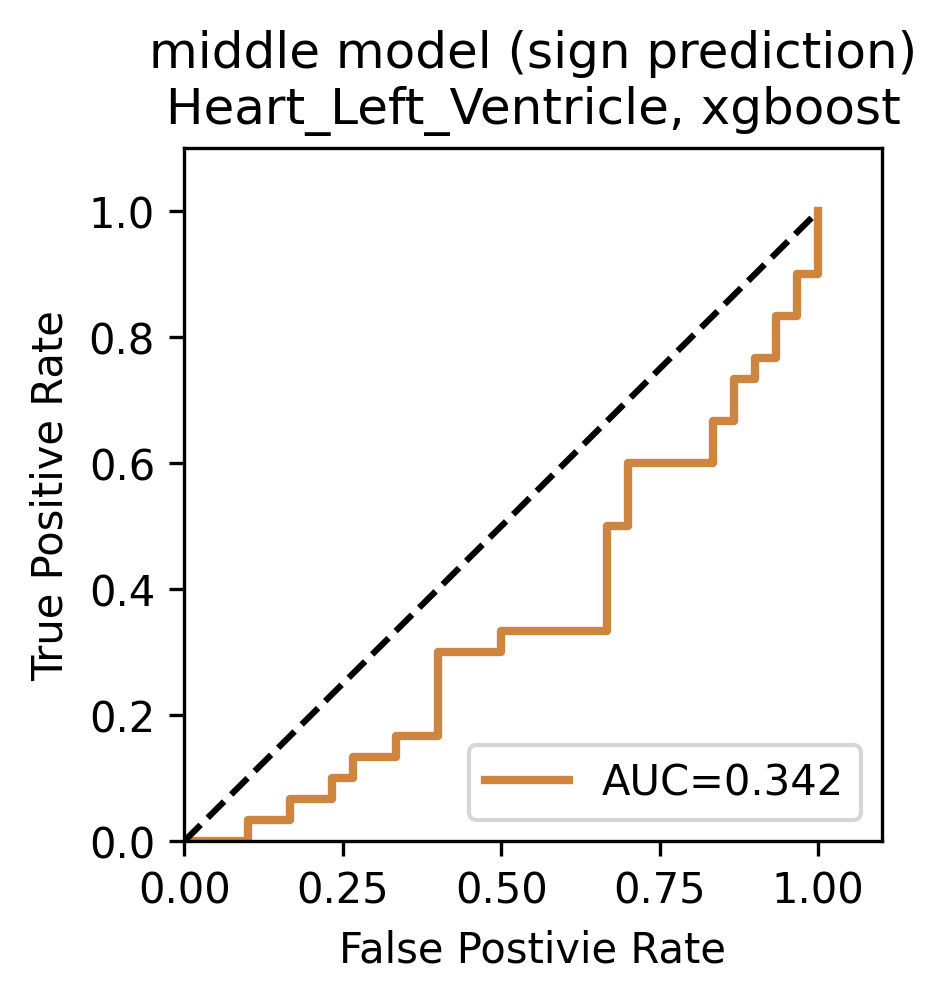 middle model (sign prediction)
Heart_Left_Ventricle, xgboost
True Positive Rate
1.0
0.8
0.6
0.4
0.2
0.0
AUC=0.342
0.00 0.25 0.50 0.75 1.00
False Postivie Rate